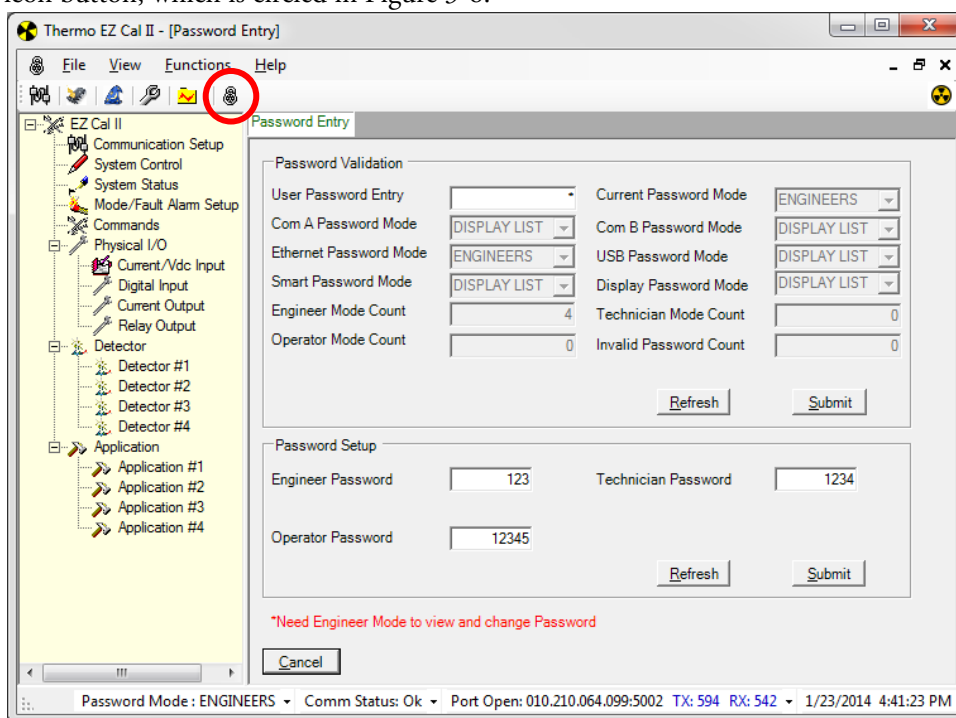 icon button, which is circled in Figure 3-6.
Thermo EZ Cal II - [Password Entry]
File View Functions Help
EZ Cal II
Communication Setup
System Control
System Status
Mode/Fault Alarm Setup
Commands
Physical I/O
Current/Vdc Input
Digital Input
Current Output
Relay Output
Detector
Detector #1
Detector #2
Detector #3
Detector #4
Application
Application #1
Application #2
Application #3
Application #4
Password Entry
Password Validation
User Password Entry * Current Password Mode ENGINEERS
Com A Password Mode DISPLAY LIST Com B Password Mode DISPLAY LIST
Ethernet Password Mode ENGINEERS USB Password Mode DISPLAY LIST
Smart Password Mode DISPLAY LIST Display Password Mode DISPLAY LIST
Engineer Mode Count 4 Technician Mode Count 0
Operator Mode Count 0 Invalid Password Count 0
Refresh Submit
Password Setup
Engineer Password 123 Technician Password 1234
Operator Password 12345
Refresh Submit
*Need Engineer Mode to view and change Password
Cancel
Password Mode : ENGINEERS Comm Status: Ok Port Open: 010.210.064.099:5002 TX: 594 RX: 542 1/23/2014 4:41:23 PM